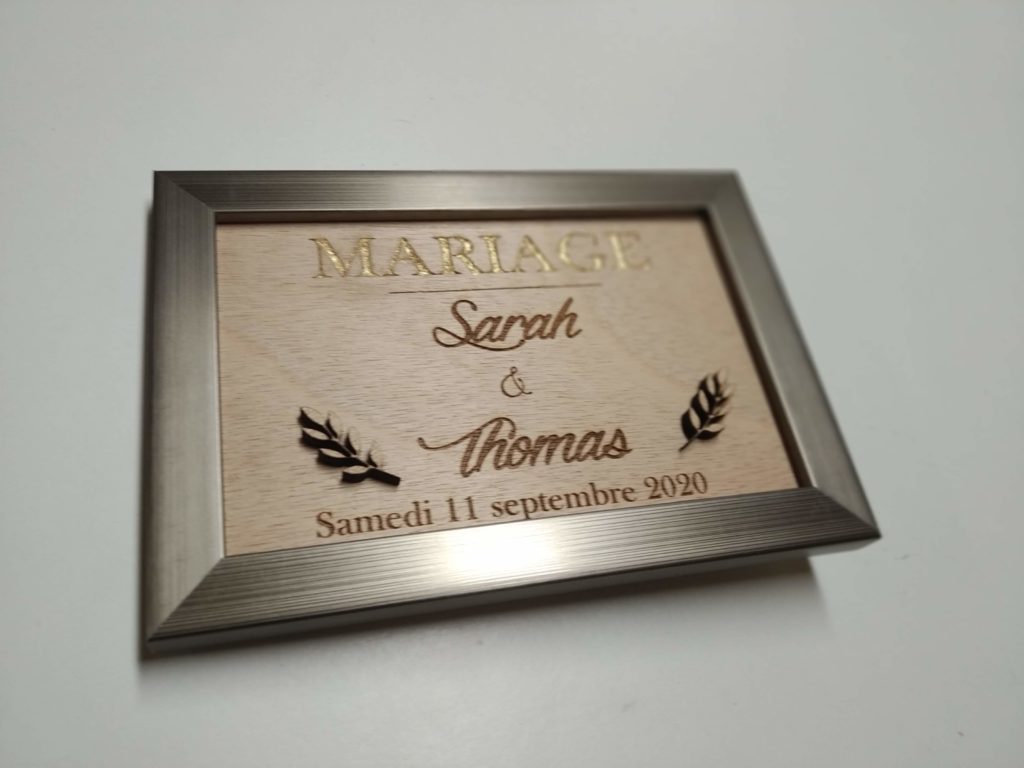 MARIAGE
Sarah
&
Thomas
Samedi 11 septembre 2020